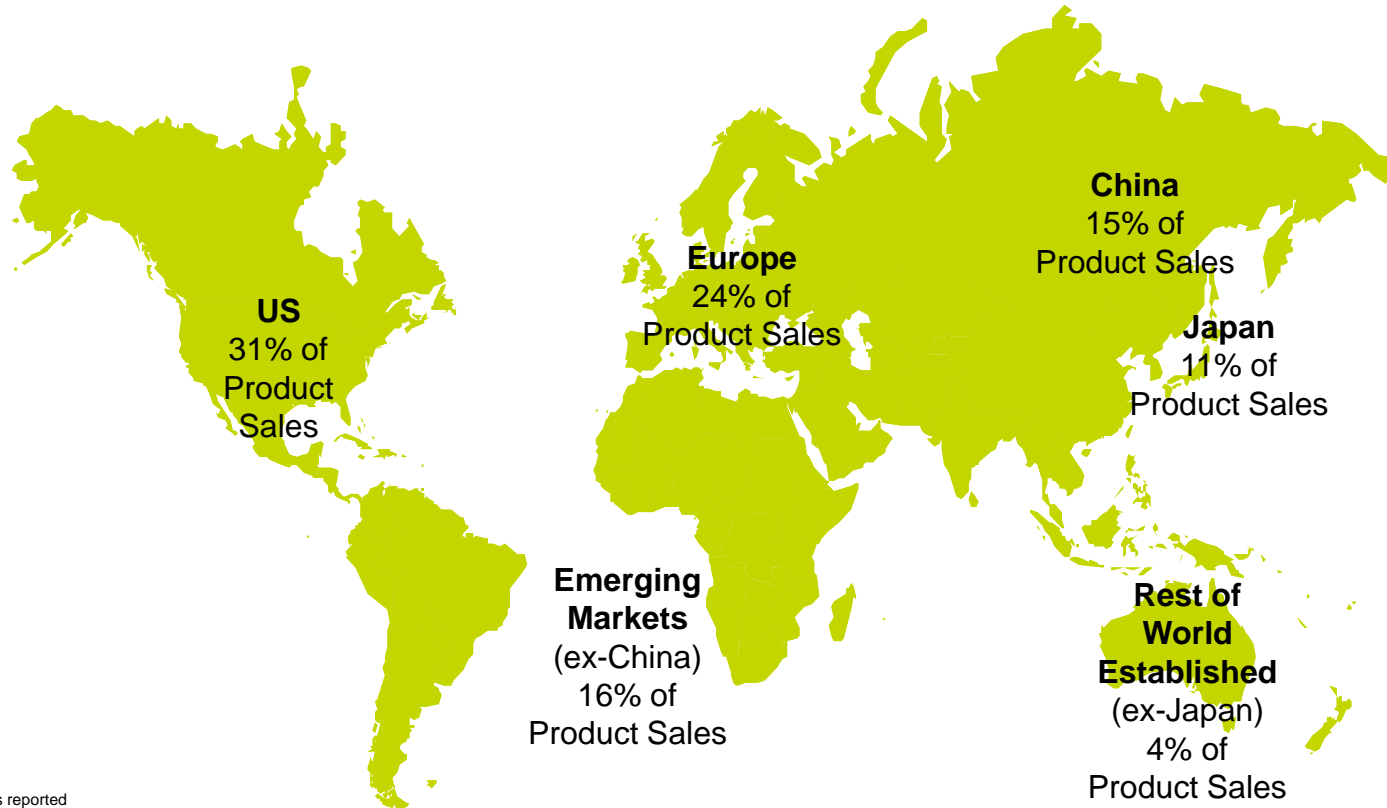 China
15% of
Product Sales
Europe
24% of
Product Sales
US
31% of
Product
Sales
Japan
11% of
Product Sales
Emerging
Markets
(ex-China)
16% of
Product Sales
Rest of
World
Established
(ex-Japan)
4% of
Product Sales
reported